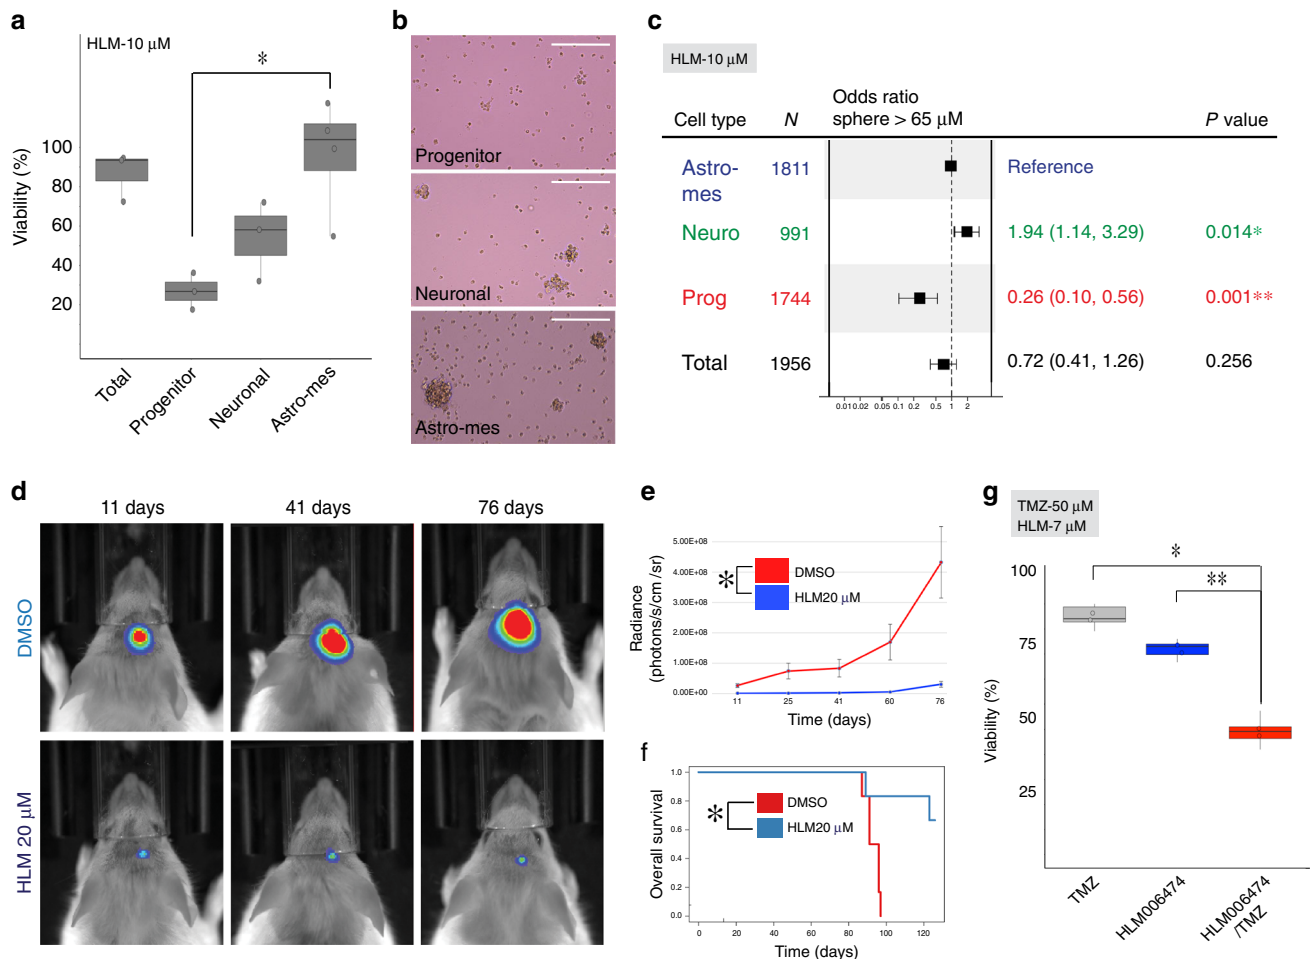 a
HLM-10 μM
*
Viability (%)
100
80
60
40
20
Total
Progenitor
Neuronal
Astro-mes
b
Progenitor
Neuronal
Astro-mes
c
HLM-10 μM
Cell type N Odds ratio sphere > 65 μM P value
Astro-mes 1811 Reference
Neuro 991 1.94 (1.14, 3.29) 0.014*
Prog 1744 0.26 (0.10, 0.56) 0.001**
Total 1956 0.72 (0.41, 1.26) 0.256
0.01 0.02 0.05 0.1 0.2 0.5 1 2
d
11 days 41 days 76 days
DMSO
HLM 20 μM
e
Radiance
(photons/s/cm/sr)
5.00E+08
4.00E+08
3.00E+08
2.00E+08
1.00E+08
0.00E+00
*
DMSO
HLM20 μM
11 25 41 60 76
Time (days)
f
Overall survival
1.0
0.8
0.6
0.4
0.2
0.0
*
DMSO
HLM20 μM
0 20 40 60 80 100 120
Time (days)
g
TMZ-50 μM
HLM-7 μM
*
**
Viability (%)
100
75
50
25
TMZ
HLM006474
HLM006474
/TMZ